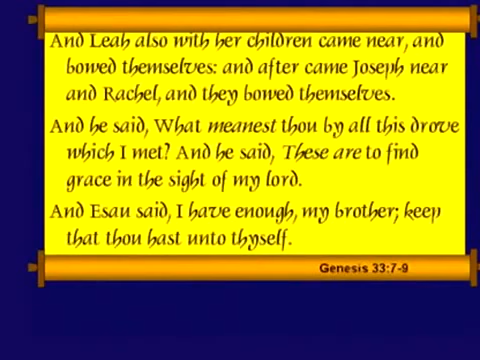 And Leah also with her children came near, and
bowed themselves: and after came Joseph near
and Rachel, and they bowed themselves.
And he said, What meanest thou by all this drove
which I met? And he said, These are to find
grace in the sight of my lord.
And Esau said, I have enough, my brother; keep
that thou hast unto thyself.
Genesis 33:7-9